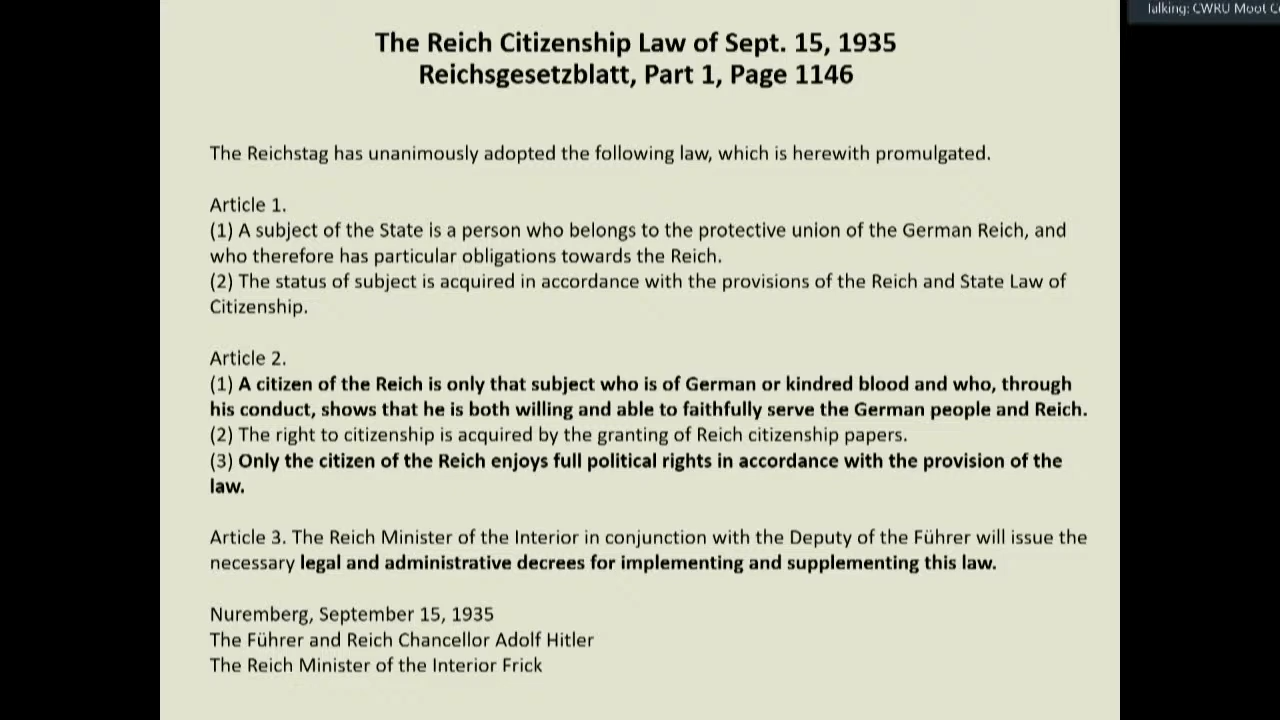 Talking: CWRU Moot C
The Reich Citizenship Law of Sept. 15, 1935
Reichsgesetzblatt, Part 1, Page 1146
The Reichstag has unanimously adopted the following law, which is herewith promulgated.
Article 1.
(1) A subject of the State is a person who belongs to the protective union of the German Reich, and
who therefore has particular obligations towards the Reich.
(2) The status of subject is acquired in accordance with the provisions of the Reich and State Law of
Citizenship.
Article 2.
(1) A citizen of the Reich is only that subject who is of German or kindred blood and who, through
his conduct, shows that he is both willing and able to faithfully serve the German people and Reich.
(2) The right to citizenship is acquired by the granting of Reich citizenship papers.
(3) Only the citizen of the Reich enjoys full political rights in accordance with the provision of the
law.
Article 3. The Reich Minister of the Interior in conjunction with the Deputy of the Führer will issue the
necessary legal and administrative decrees for implementing and supplementing this law.
Nuremberg, September 15, 1935
The Führer and Reich Chancellor Adolf Hitler
The Reich Minister of the Interior Frick